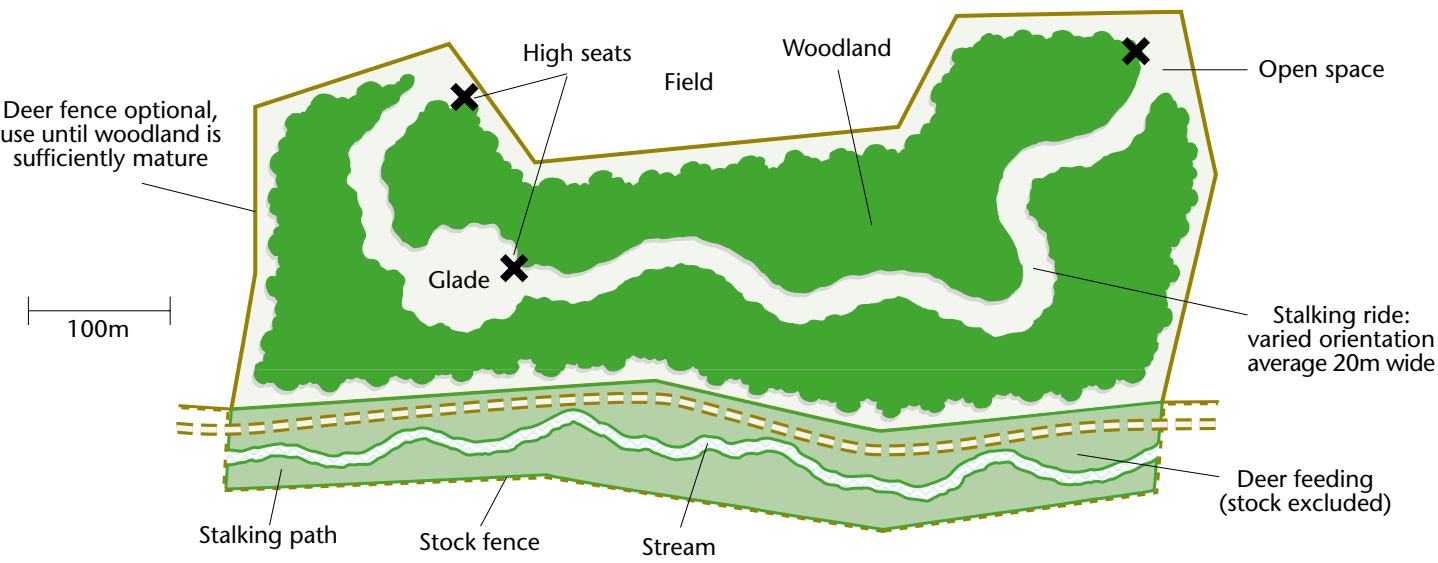 High seats
Field
Woodland
Open space
Deer fence optional,
use until woodland is
sufficiently mature
Glade
100m
Stalking ride:
varied orientation
average 20m wide
Deer feeding
(stock excluded)
Stalking path
Stock fence
Stream